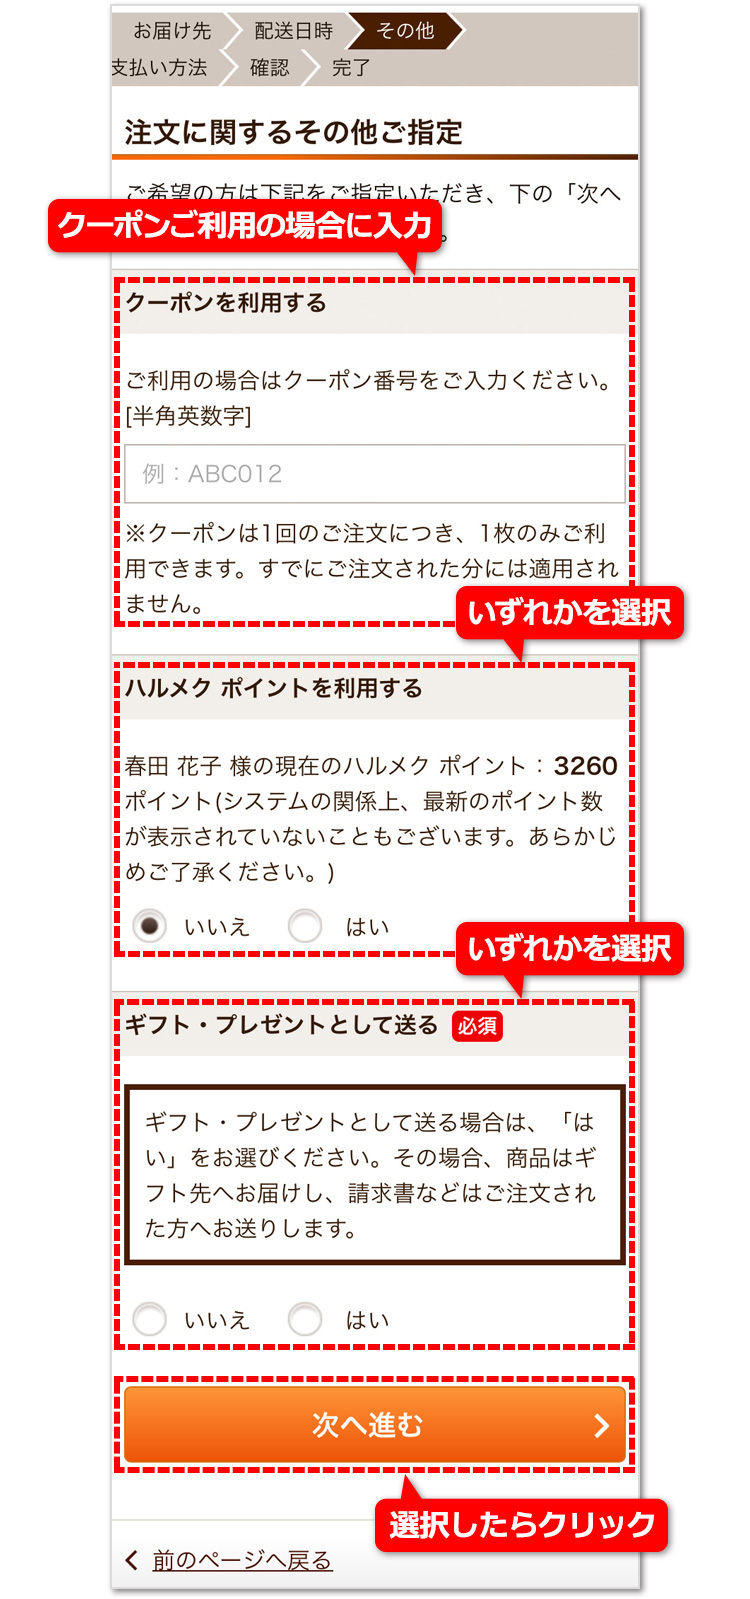 お届け先 配送日時 その他
支払い方法 確認 完了
注文に関するその他ご指定
ご希望の方は下記をご指定いただき、下の「次へ
クーポンご利用の場合に入力
。
クーポンを利用する
ご利用の場合はクーポン番号をご入力ください。
[半角英数字]
例：ABC012
※クーポンは1回のご注文につき、1枚のみご利
用できます。すでにご注文された分には適用され
ません。
いずれかを選択
ハルメク ポイントを利用する
春田 花子 様の現在のハルメク ポイント： 3260
ポイント(システムの関係上、最新のポイント数
が表示されていないこともございます。あらかじ
めご了承ください。)
いいえ はい
いずれかを選択
ギフト・プレゼントとして送る 必須
ギフト・プレゼントとして送る場合は、「は
い」をお選びください。その場合、商品はギ
フト先へお届けし、請求書などはご注文され
た方へお送りします。
いいえ はい
次へ進む
選択したらクリック
前のページへ戻る